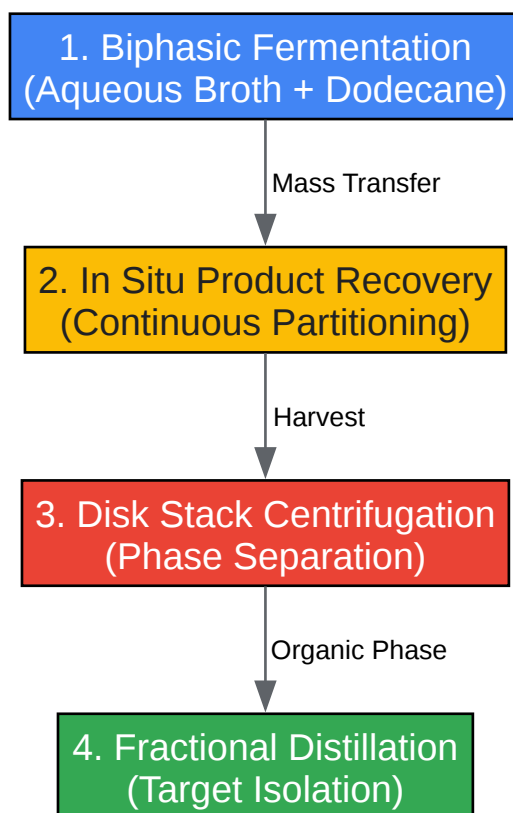 1. Biphasic Fermentation
(Aqueous Broth + Dodecane)
Mass Transfer
2. In Situ Product Recovery
(Continuous Partitioning)
Harvest
3. Disk Stack Centrifugation
(Phase Separation)
Organic Phase
4. Fractional Distillation
(Target Isolation)